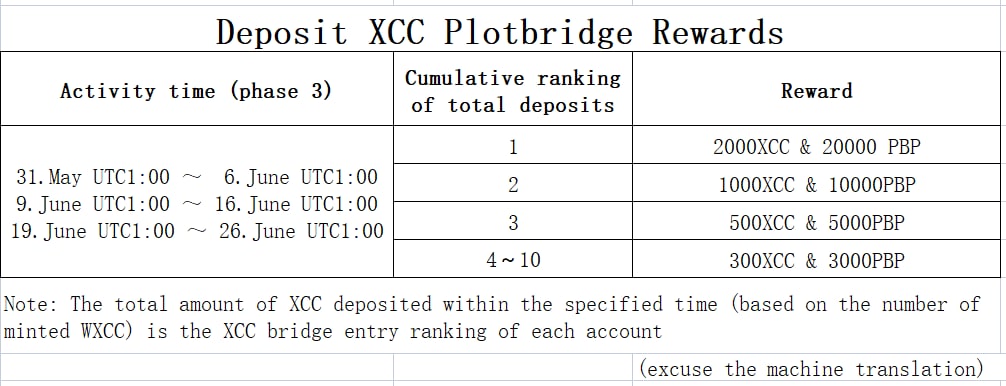 Deposit XCC Plotbridge Rewards
Activity time (phase 3)
Cumulative ranking
of total deposits
Reward
31.May UTC1:00 ～ 6.June UTC1:00
9.June UTC1:00 ～ 16.June UTC1:00
19.June UTC1:00 ～ 26.June UTC1:00
1
2000XCC & 20000 PBP
2
1000XCC & 10000PBP
3
500XCC & 5000PBP
4～10
300XCC & 3000PBP
Note: The total amount of XCC deposited within the specified time (based on the number of
minted WXCC) is the XCC bridge entry ranking of each account
(excuse the machine translation)